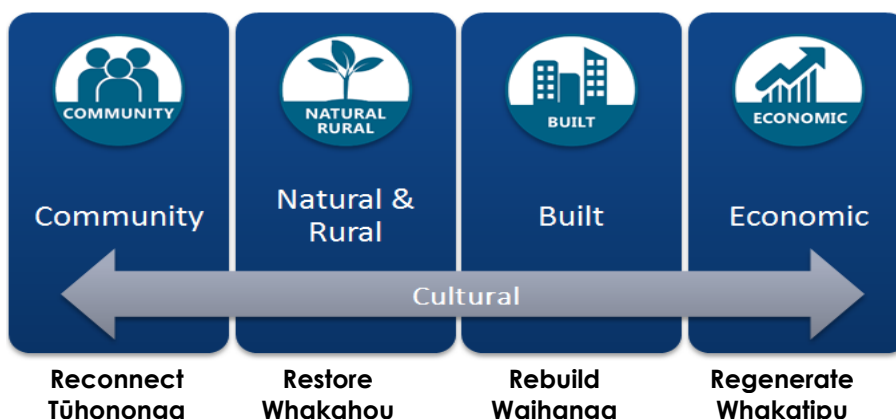 COMMUNITY
Community
NATURAL
RURAL
Natural &
Rural
BUILT
Built
ECONOMIC
Economic
Cultural
Reconnect
Tūhononga
Restore
Whakahou
Rebuild
Waihanga
Regenerate
Whakatipu